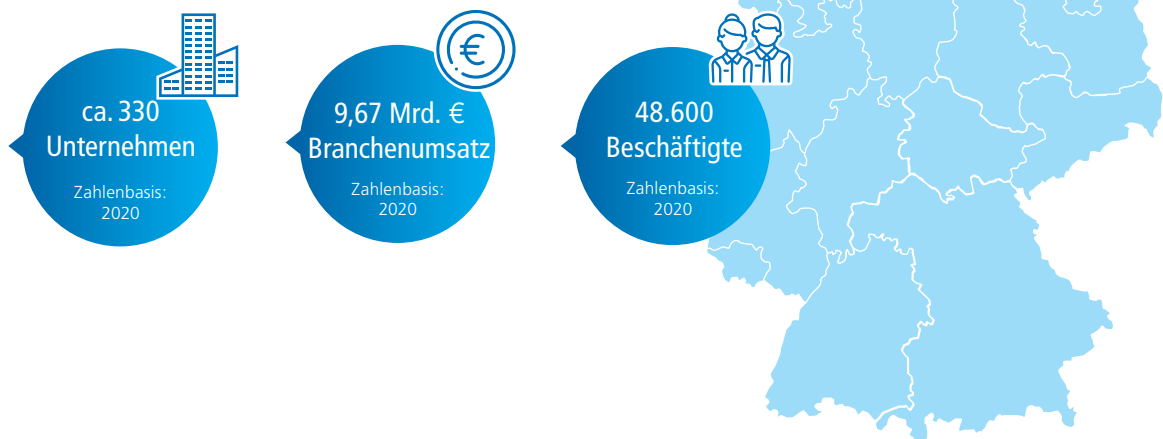 ca. 330
Unternehmen
Zahlenbasis:
2020
9,67 Mrd. €
Branchenumsatz
Zahlenbasis:
2020
48.600
Beschäftigte
Zahlenbasis:
2020